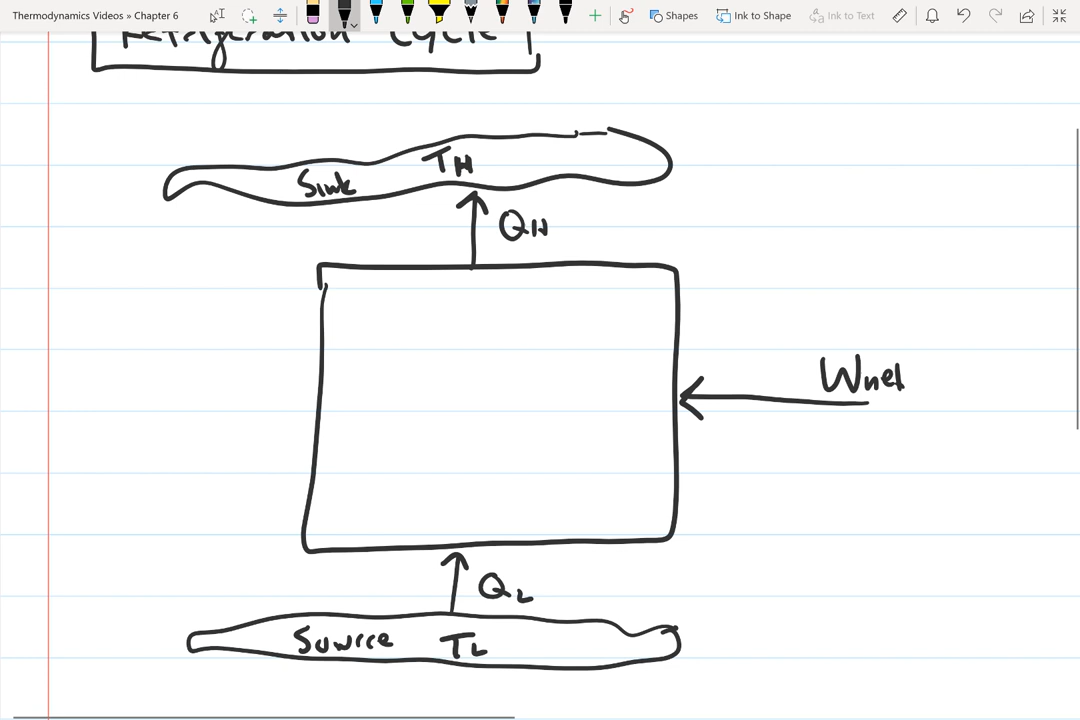 Thermodynamics Videos » Chapter 6
Shapes
Ink to Shape
Ink to Text
Refrigeration Cycle
TH
Sink
QH
Wnet
QL
Source TL